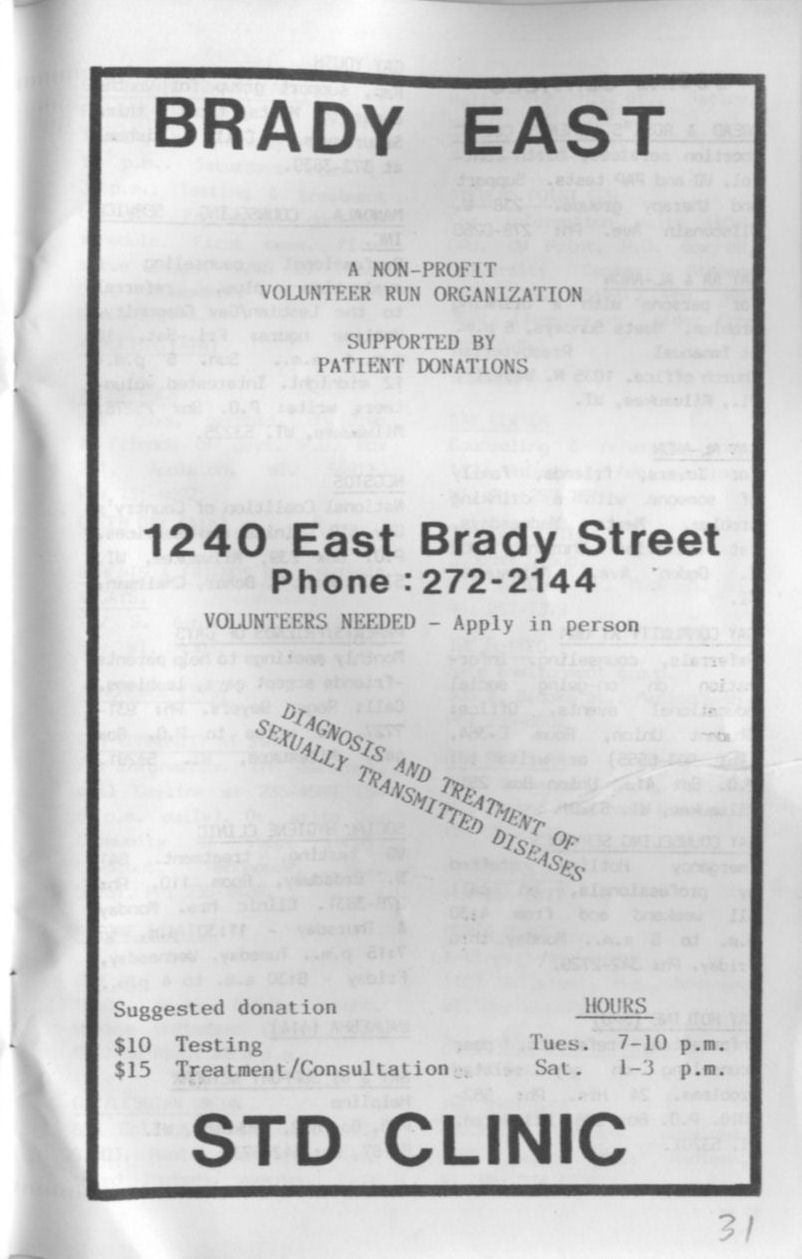 BRADY EAST
A NON-PROFIT
VOLUNTEER RUN ORGANIZATION
SUPPORTED BY
PATIENT DONATIONS
1240 East Brady Street
Phone : 272-2144
VOLUNTEERS NEEDED - Apply in person
DIAGNOSIS AND TREATMENT OF
SEXUALLY TRANSMITTED DISEASES
Suggested donation
$10 Testing
$15 Treatment/Consultation
HOURS
Tues. 7-10 p.m.
Sat. 1-3 p.m.
STD CLINIC
31